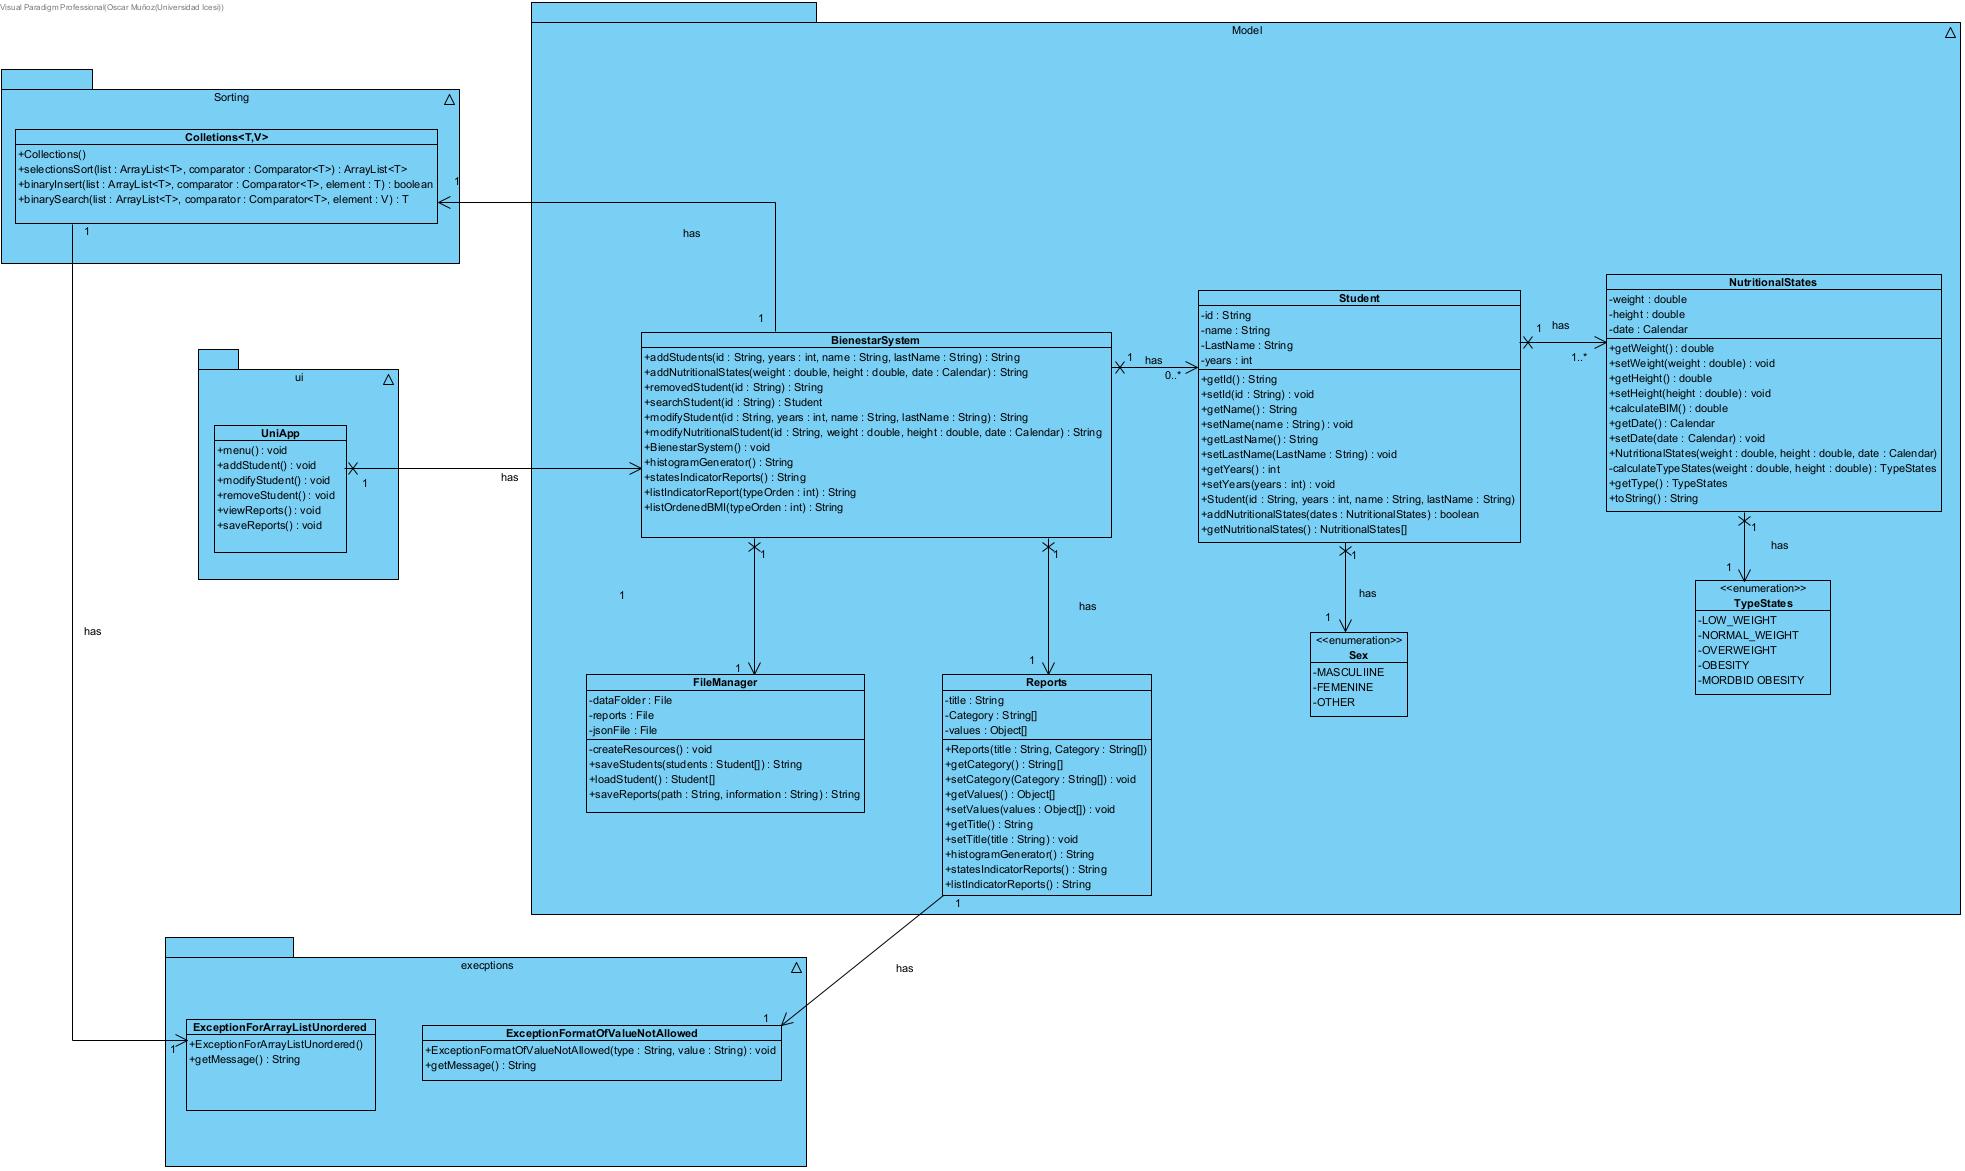 Visual Paradigm Professional(Oscar Muñoz(Universidad Icesi))
Model
Sorting
Colletions<T,V>
+Collections()
+selectionsSort(list : ArrayList<T>, comparator : Comparator<T>) : ArrayList<T>
+binaryInsert(list : ArrayList<T>, comparator : Comparator<T>, element : T) : boolean
+binarySearch(list : ArrayList<T>, comparator : Comparator<T>, element : V) : T
1
1
has
1
has
ui
UniApp
+menu() : void
+addStudent() : void
+modifyStudent() : void
+removeStudent() : void
+viewReports() : void
+saveReports() : void
1
has
BienestarSystem
+addStudents(id : String, years : int, name : String, lastName : String) : String
+addNutritionalStates(weight : double, height : double, date : Calendar) : String
+removedStudent(id : String) : String
+searchStudent(id : String) : Student
+modifyStudent(id : String, years : int, name : String, lastName : String) : String
+modifyNutritionalStudent(id : String, weight : double, height : double, date : Calendar) : String
+BienestarSystem() : void
+histogramGenerator() : String
+statesIndicatorReports() : String
+listIndicatorReport(typeOrden : int) : String
+listOrdenedBMI(typeOrden : int) : String
1
has
0..*
Student
-id : String
-name : String
-LastName : String
-years : int
+getId() : String
+setId(id : String) : void
+getName() : String
+setName(name : String) : void
+getLastName() : String
+setLastName(LastName : String) : void
+getYears() : int
+setYears(years : int) : void
+Student(id : String, years : int, name : String, lastName : String)
+addNutritionalStates(dates : NutritionalStates) : boolean
+getNutritionalStates() : NutritionalStates[]
1
has
1..*
NutritionalStates
-weight : double
-height : double
-date : Calendar
+getWeight() : double
+setWeight(weight : double) : void
+getHeight() : double
+setHeight(height : double) : void
+calculateBIM() : double
+getDate() : Calendar
+setDate(date : Calendar) : void
+NutritionalStates(weight : double, height : double, date : Calendar)
-calculateTypeStates(weight : double, height : double) : TypeStates
+getType() : TypeStates
+toString() : String
1
has
1
<<enumeration>>
TypeStates
-LOW_WEIGHT
-NORMAL_WEIGHT
-OVERWEIGHT
-OBESITY
-MORDBID OBESITY
1
has
1
<<enumeration>>
Sex
-MASCULIINE
-FEMENINE
-OTHER
1
1
1
FileManager
-dataFolder : File
-reports : File
-jsonFile : File
-createResources() : void
+saveStudents(students : Student[]) : String
+loadStudent() : Student[]
+saveReports(path : String, information : String) : String
1
has
1
Reports
-title : String
-Category : String[]
-values : Object[]
+Reports(title : String, Category : String[])
+getCategory() : String[]
+setCategory(Category : String[]) : void
+getValues() : Object[]
+setValues(values : Object[]) : void
+getTitle() : String
+setTitle(title : String) : void
+histogramGenerator() : String
+statesIndicatorReports() : String
+listIndicatorReports() : String
1
has
1
execptions
1
ExceptionForArrayListUnordered
+ExceptionForArrayListUnordered()
+getMessage() : String
ExceptionFormatOfValueNotAllowed
+ExceptionFormatOfValueNotAllowed(type : String, value : String) : void
+getMessage() : String